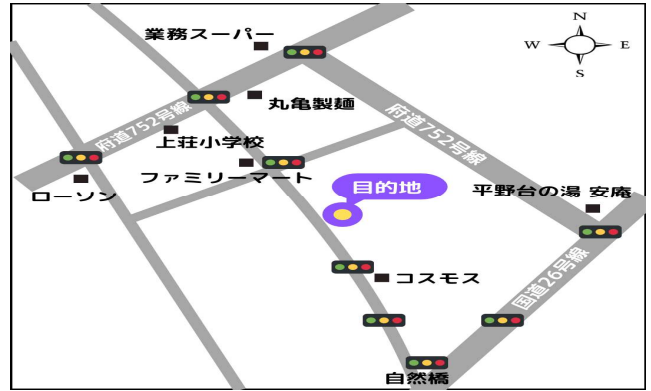 業務スーパー
N
W
E
S
丸亀製麺
府道752号線
府道752号線
上荘小学校
ファミリーマート
ローソン
目的地
平野台の湯 安庵
コスモス
国道26号線
自然橋